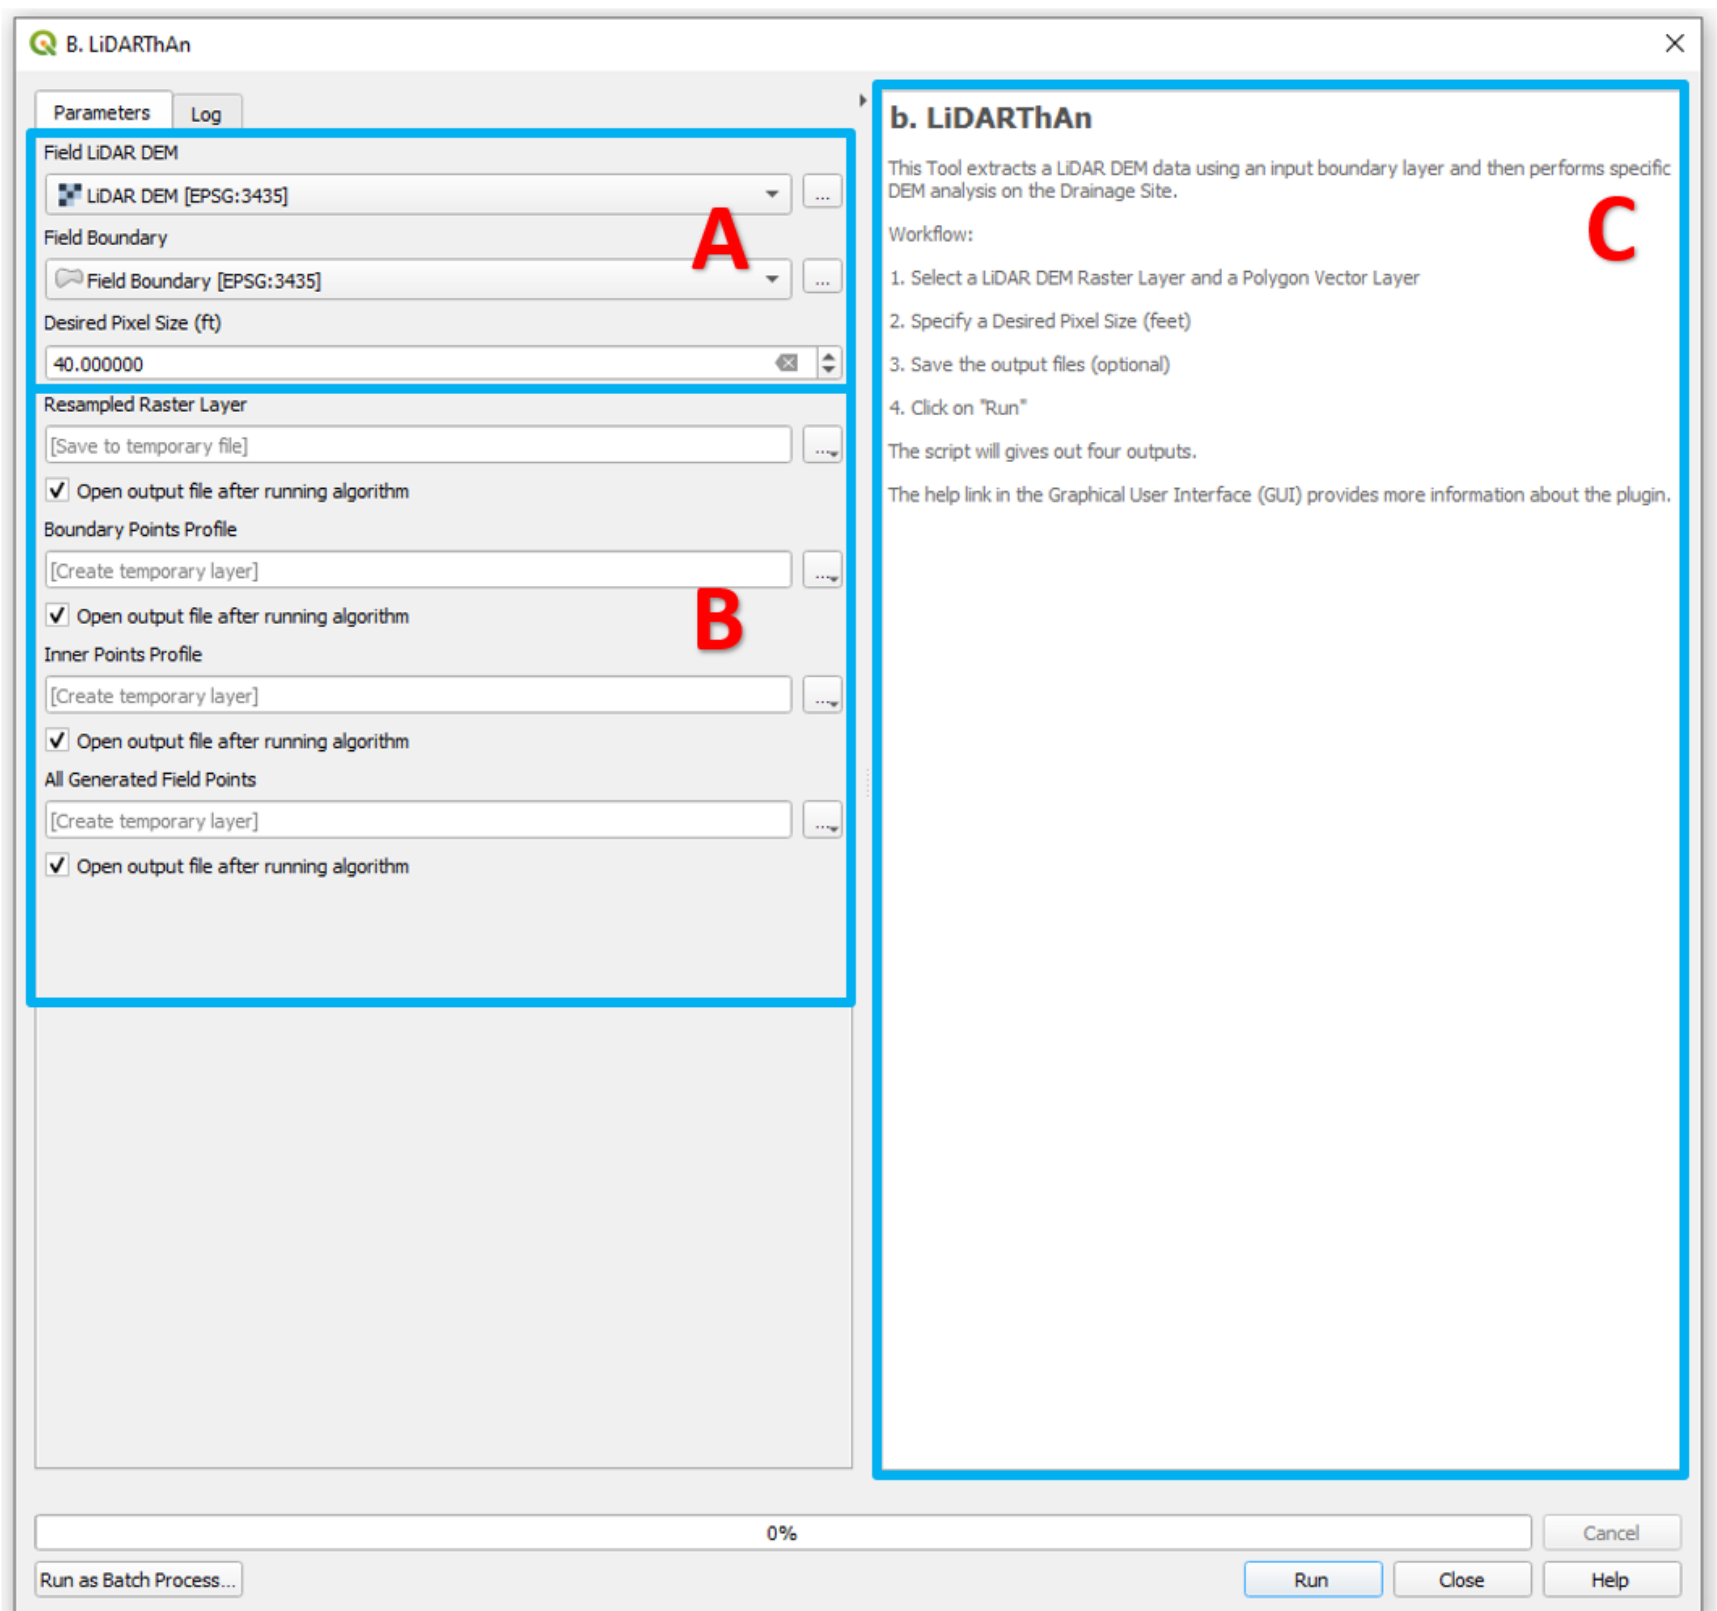 B. LiDARThAn
Parameters
Log
Field LiDAR DEM
LiDAR DEM [EPSG:3435]
...
A
Field Boundary
Field Boundary [EPSG:3435]
...
Desired Pixel Size (ft)
40.000000
Resampled Raster Layer
[Save to temporary file]
...
Open output file after running algorithm
Boundary Points Profile
[Create temporary layer]
...
B
Open output file after running algorithm
Inner Points Profile
[Create temporary layer]
...
Open output file after running algorithm
All Generated Field Points
[Create temporary layer]
...
Open output file after running algorithm
b. LiDARThAn
This Tool extracts a LiDAR DEM data using an input boundary layer and then performs specific
DEM analysis on the Drainage Site.
C
Workflow:
1. Select a LiDAR DEM Raster Layer and a Polygon Vector Layer
2. Specify a Desired Pixel Size (feet)
3. Save the output files (optional)
4. Click on "Run"
The script will gives out four outputs.
The help link in the Graphical User Interface (GUI) provides more information about the plugin.
0%
Cancel
Run as Batch Process...
Run
Close
Help